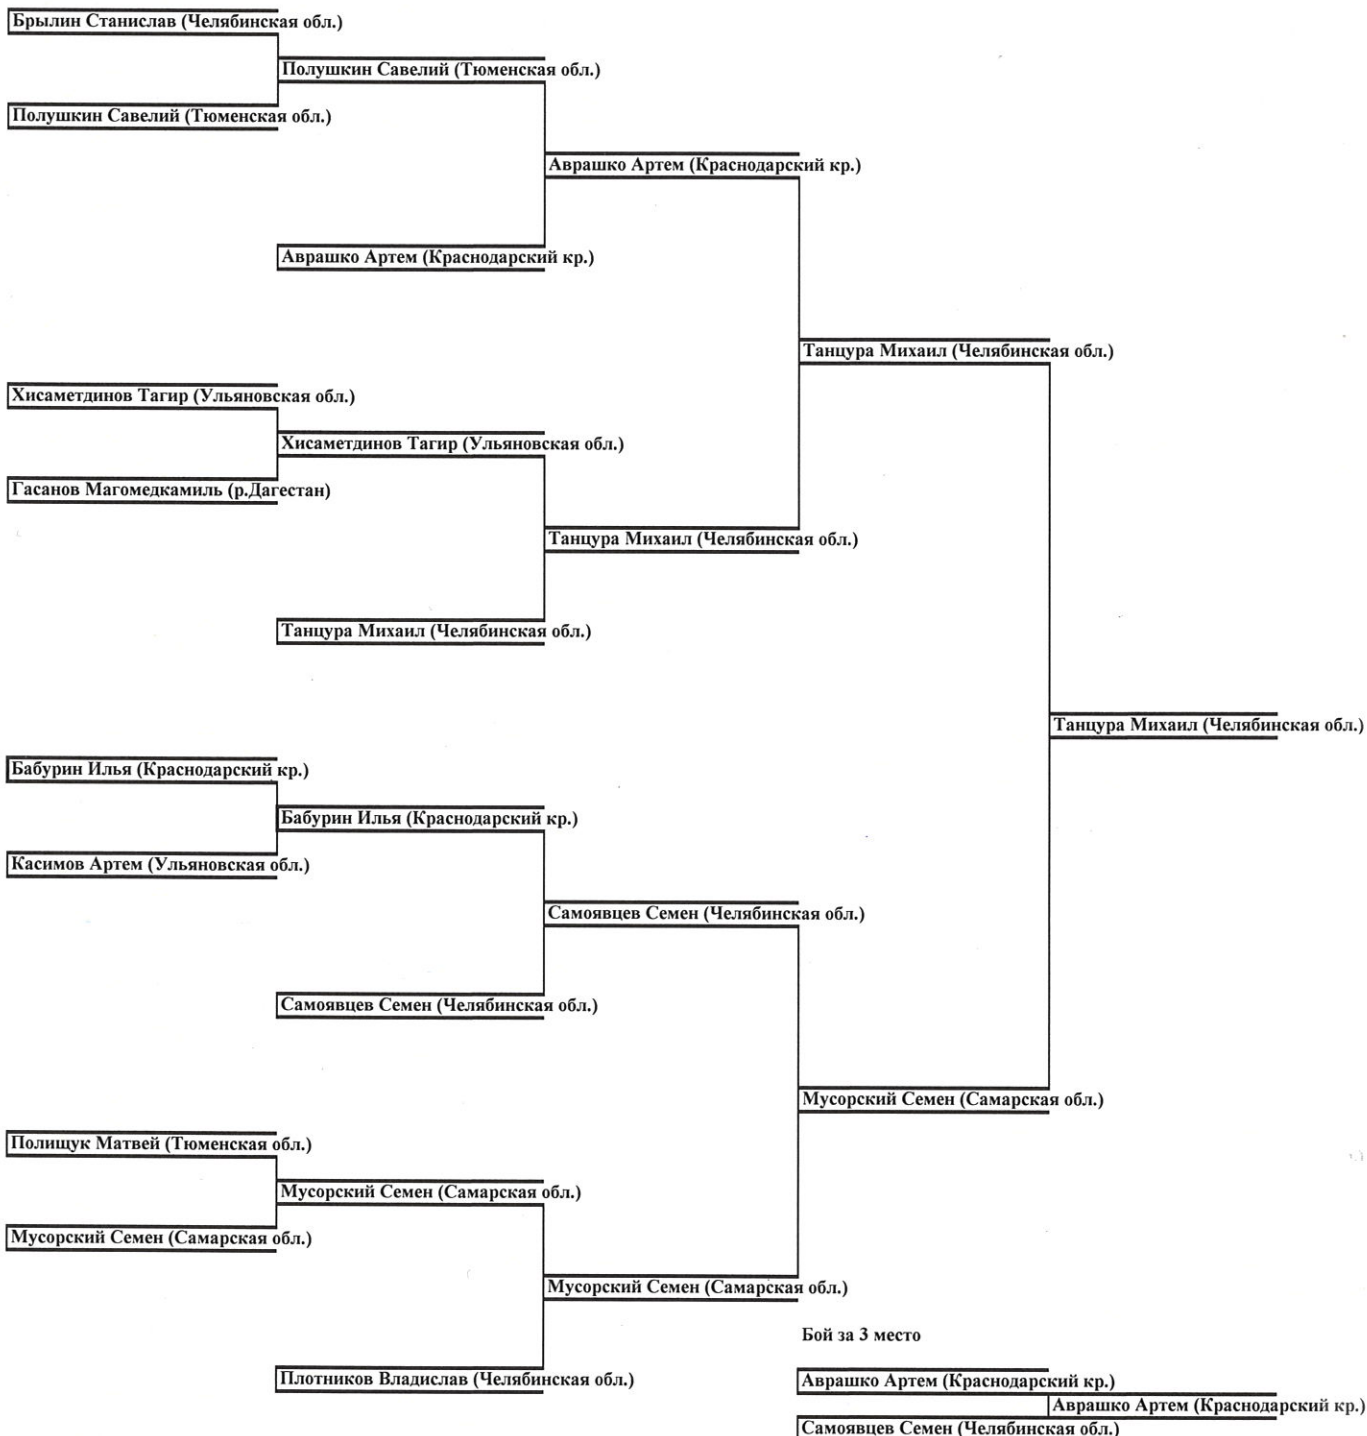 Брылин Станислав (Челябинская обл.)
Полушкин Савелий (Тюменская обл.)
Полушкин Савелий (Тюменская обл.)
Аврашко Артем (Краснодарский кр.)
Аврашко Артем (Краснодарский кр.)
Танцура Михаил (Челябинская обл.)
Хисаметдинов Тагир (Ульяновская обл.)
Хисаметдинов Тагир (Ульяновская обл.)
Гасанов Магомедкамиль (р.Дагестан)
Танцура Михаил (Челябинская обл.)
Танцура Михаил (Челябинская обл.)
Танцура Михаил (Челябинская обл.)
Бабурин Илья (Краснодарский кр.)
Бабурин Илья (Краснодарский кр.)
Касимов Артем (Ульяновская обл.)
Самоявцев Семен (Челябинская обл.)
Самоявцев Семен (Челябинская обл.)
Мусорский Семен (Самарская обл.)
Полищук Матвей (Тюменская обл.)
Мусорский Семен (Самарская обл.)
Мусорский Семен (Самарская обл.)
Мусорский Семен (Самарская обл.)
Бой за 3 место
Плотников Владислав (Челябинская обл.)
Аврашко Артем (Краснодарский кр.)
Аврашко Артем (Краснодарский кр.)
Самоявцев Семен (Челябинская обл.)